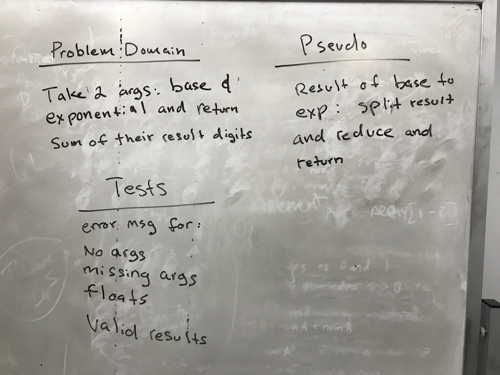 Problem Domain
Take 2 args: base &
exponential and return
sum of their result digits
Pseudo
Result of base to
exp: split result
and reduce and
return
Tests
error msg for:
No args
missing args
floats
Valid results